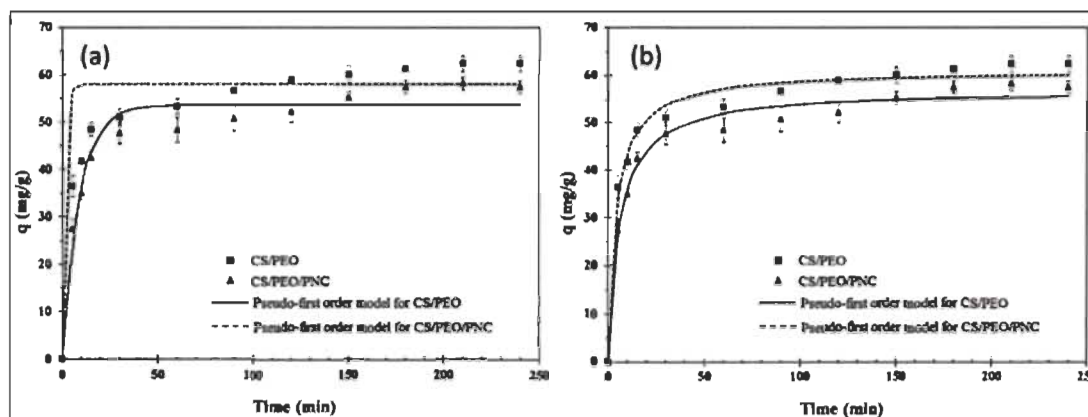 (a)
70
60
50
40
30
20
10
0
q (mg/g)
CS/PEO
CS/PEO/PNC
Pseudo-first order model for CS/PEO
Pseudo-first order model for CS/PEO/PNC
0 50 100 150 200 250
Time (min)
(b)
70
60
50
40
30
20
10
0
q (mg/g)
CS/PEO
CS/PEO/PNC
Pseudo-first order model for CS/PEO
Pseudo-first order model for CS/PEO/PNC
0 50 100 150 200 250
Time (min)